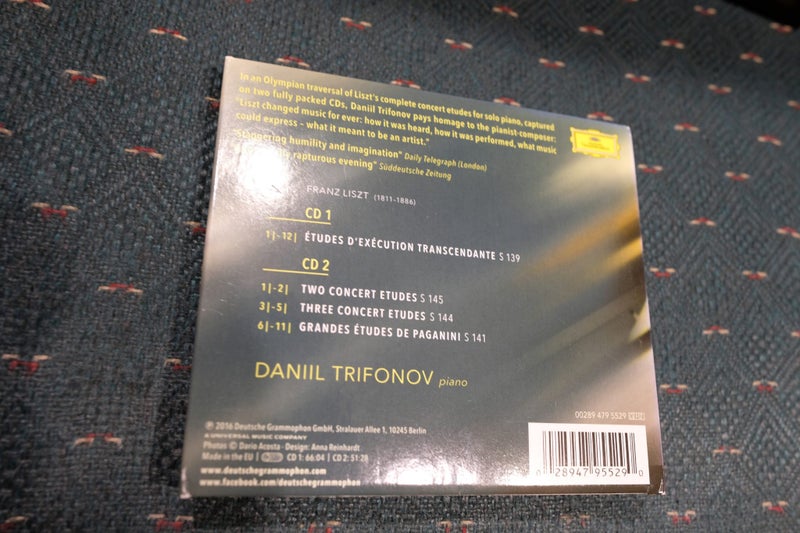 In an Olympian traversal of Liszt's complete concert etudes for solo piano, captured
on two fully packed CDs, Daniil Trifonov pays homage to the pianist-composer:
"Liszt changed music for ever: how it was heard, how it was performed, what music
could express – what it meant to be an artist."
"Staggering humility and imagination" Daily Telegraph (London)
rapturous evening" Süddeutsche Zeitung
FRANZ LISZT (1811–1886)
CD 1
1|-12| ÉTUDES D'EXÉCUTION TRANSCENDANTE S 139
CD 2
1|-2| TWO CONCERT ETUDES S 145
3|-5| THREE CONCERT ETUDES S 144
6|-11| GRANDES ÉTUDES DE PAGANINI S 141
DANIIL TRIFONOV piano
00289 479 5529
℗ 2016 Deutsche Grammophon GmbH, Stralauer Allee 1, 10245 Berlin
A UNIVERSAL MUSIC COMPANY
Photos © Dario Acosta · Design: Anna Reinhardt
Made in the EU | CD 1: 66:04 | CD 2: 51:28
www.deutschegrammophon.com
www.facebook.com/deutschegrammophon
0 28947 95529 0